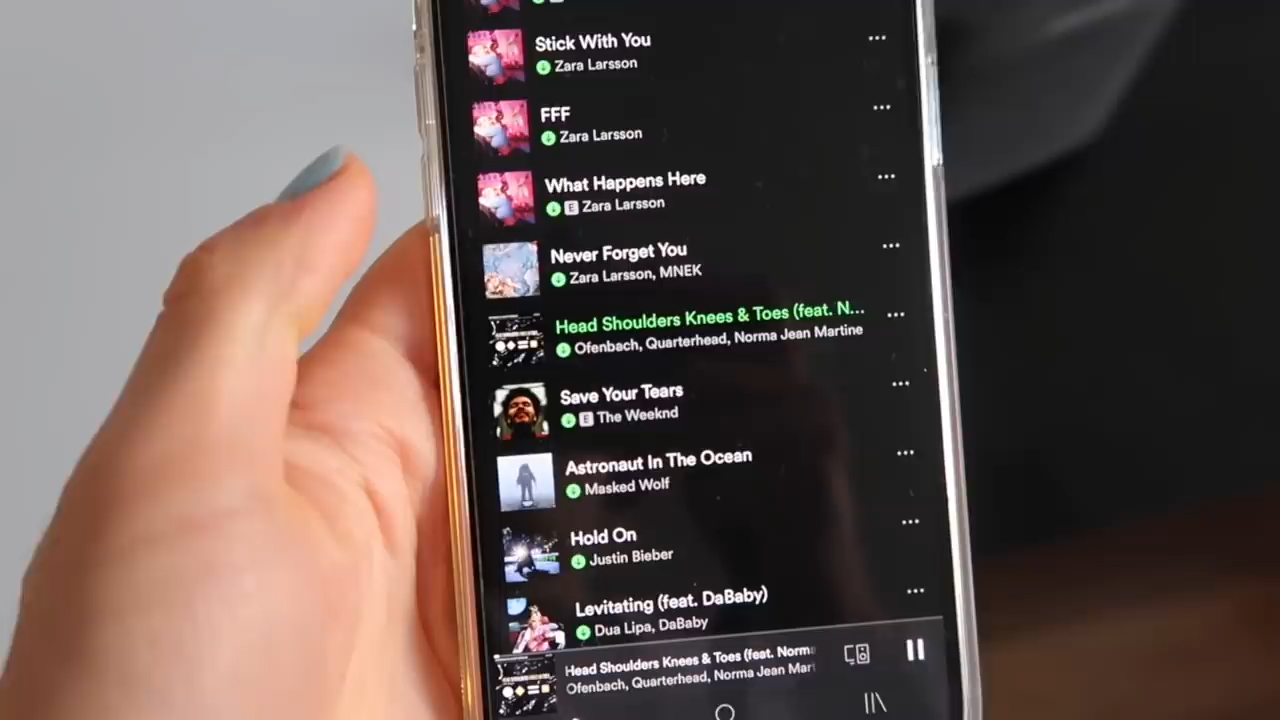 Stick With You
Zara Larsson
FFF
Zara Larsson
What Happens Here
E Zara Larsson
Never Forget You
Zara Larsson, MNEK
Head Shoulders Knees & Toes (feat. N...
Ofenbach, Quarterhead, Norma Jean Martine
Save Your Tears
E The Weeknd
Astronaut In The Ocean
Masked Wolf
Hold On
Justin Bieber
Levitating (feat. DaBaby)
Dua Lipa, DaBaby
Head Shoulders Knees & Toes (feat. Norm
Ofenbach, Quarterhead, Norma Jean Mar